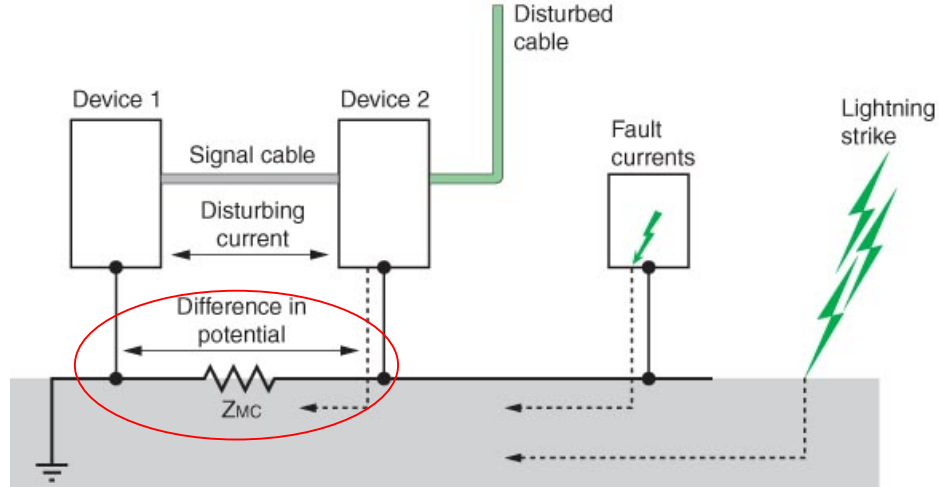 Disturbed
cable
Device 1
Device 2
Lightning
strike
Fault
currents
Signal cable
Disturbing
current
Difference in
potential
ZMC